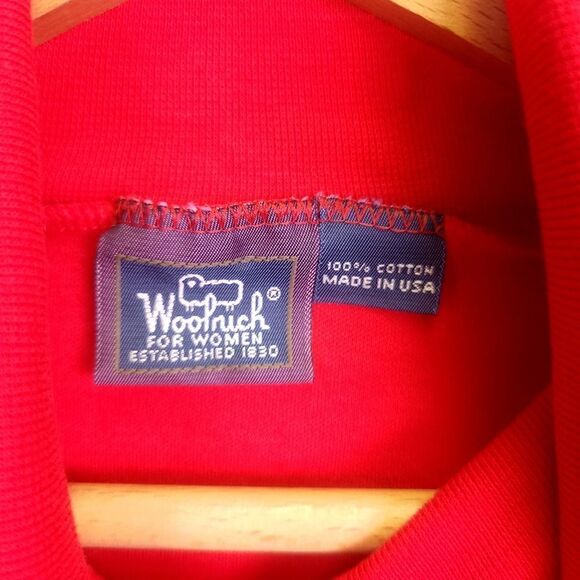 Woolrich®
FOR WOMEN
ESTABLISHED 1830
100% COTTON
MADE IN USA